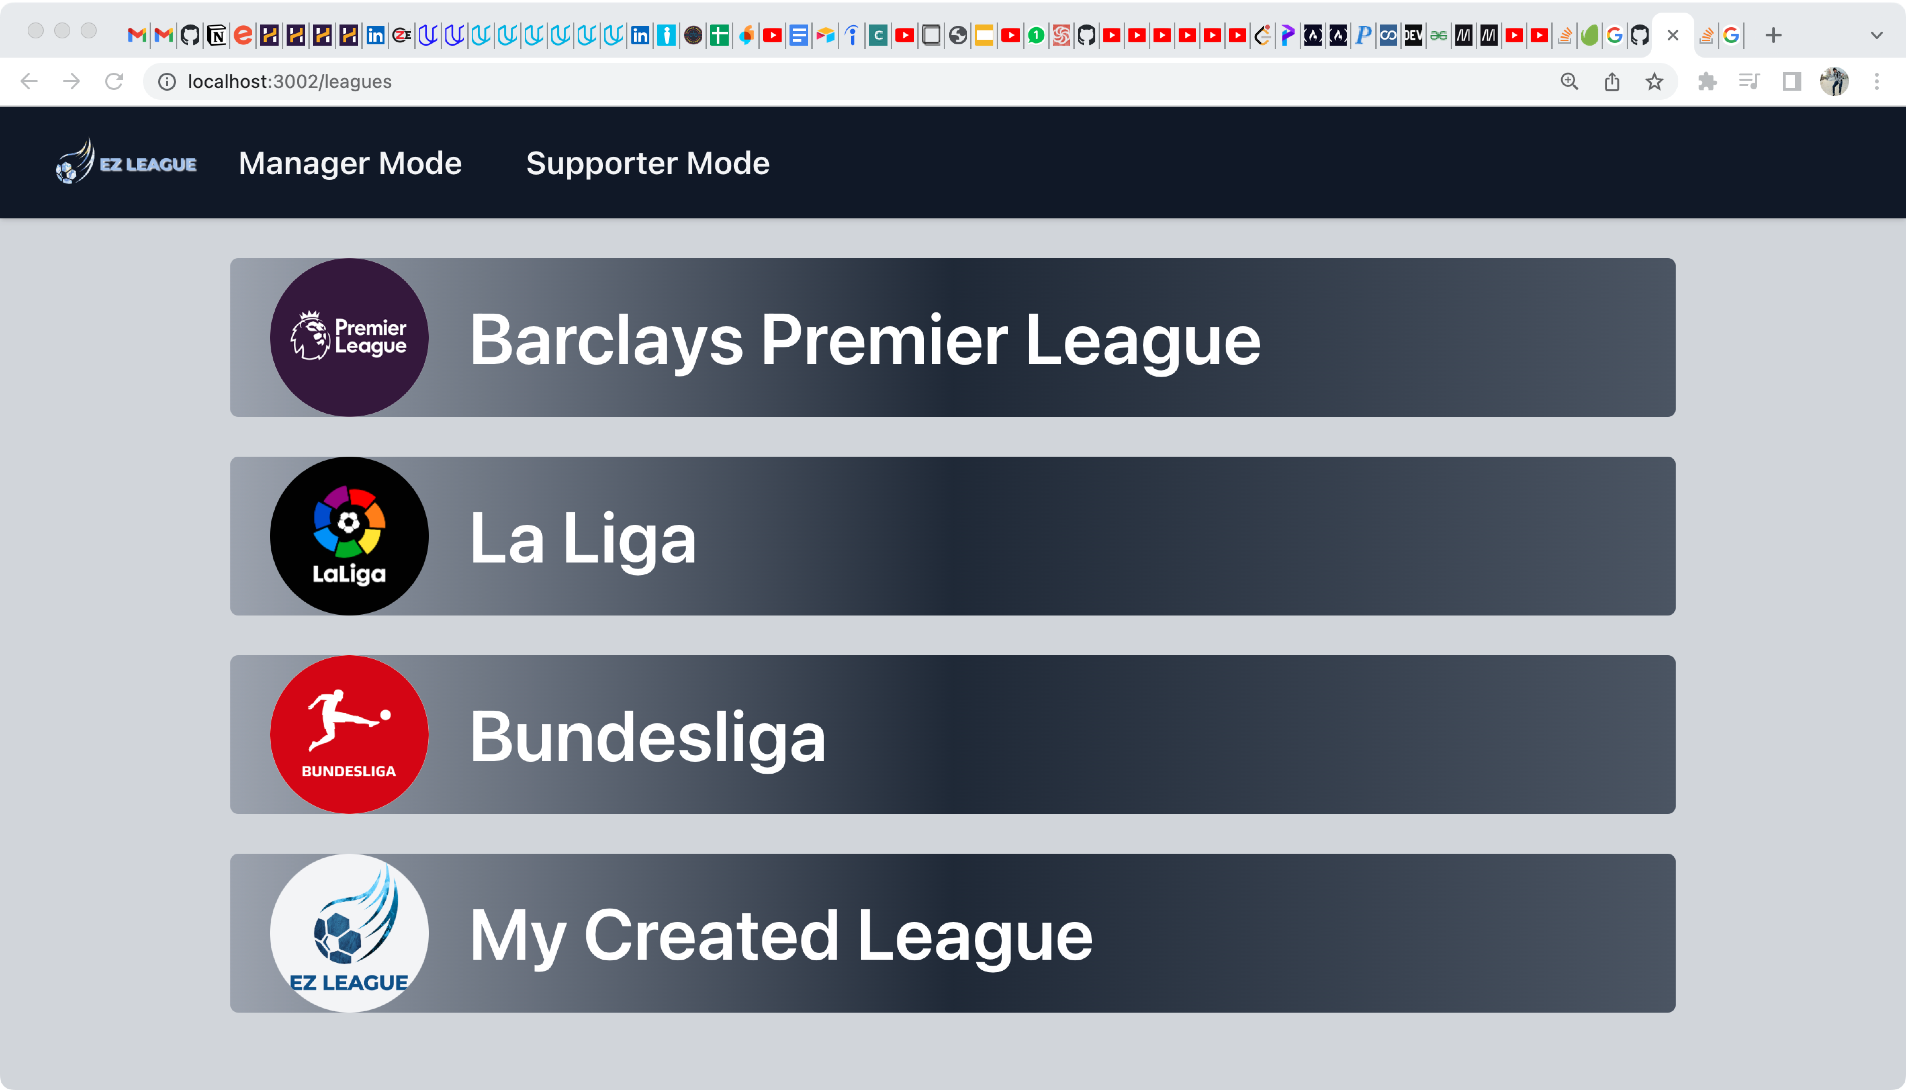 localhost:3002/leagues
EZ LEAGUE
Manager Mode
Supporter Mode
Premier
League
Barclays Premier League
LaLiga
La Liga
BUNDESLIGA
Bundesliga
EZ LEAGUE
My Created League